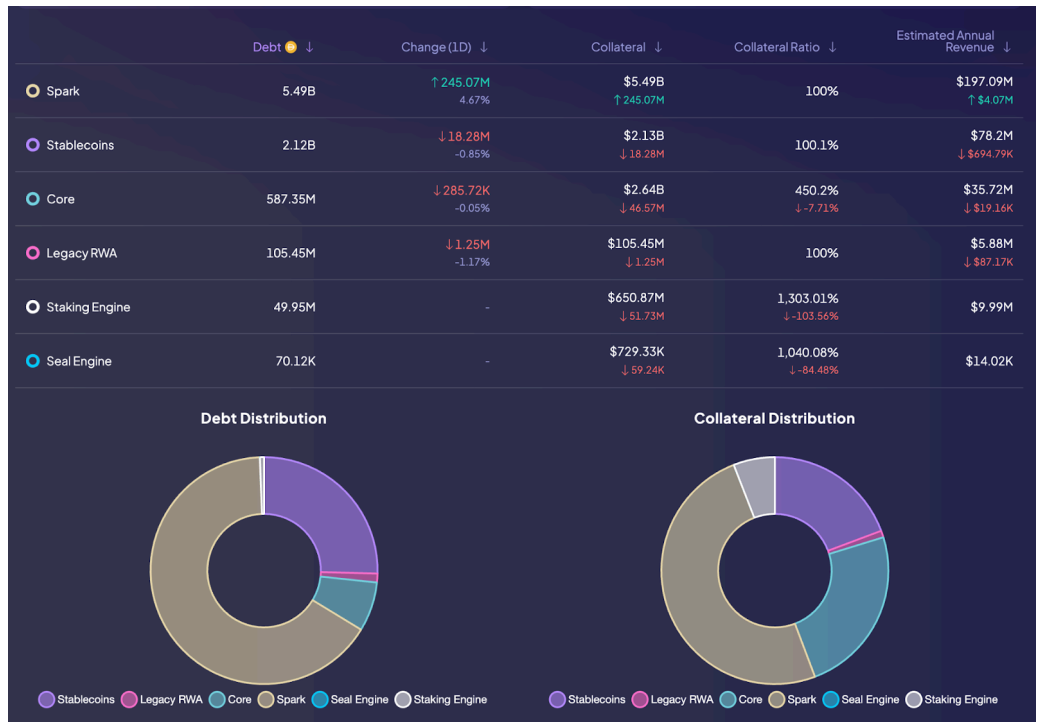 Debt ↓ Change (1D) ↓ Collateral ↓ Collateral Ratio ↓ Estimated Annual Revenue ↓
Spark 5.49B ↑ 245.07M 4.67% $5.49B ↑ 245.07M 100% $197.09M ↑ $4.07M
Stablecoins 2.12B ↓ 18.28M -0.85% $2.13B ↓ 18.28M 100.1% $78.2M ↓ $694.79K
Core 587.35M ↓ 285.72K -0.05% $2.64B ↓ 46.57M 450.2% ↓ -7.71% $35.72M ↓ $19.16K
Legacy RWA 105.45M ↓ 1.25M -1.17% $105.45M ↓ 1.25M 100% $5.88M ↓ $87.17K
Staking Engine 49.95M - $650.87M ↓ 51.73M 1,303.01% ↓ -103.56% $9.99M
Seal Engine 70.12K - $729.33K ↓ 59.24K 1,040.08% ↓ -84.48% $14.02K
Debt Distribution
Stablecoins Legacy RWA Core Spark Seal Engine Staking Engine
Collateral Distribution
Stablecoins Legacy RWA Core Spark Seal Engine Staking Engine